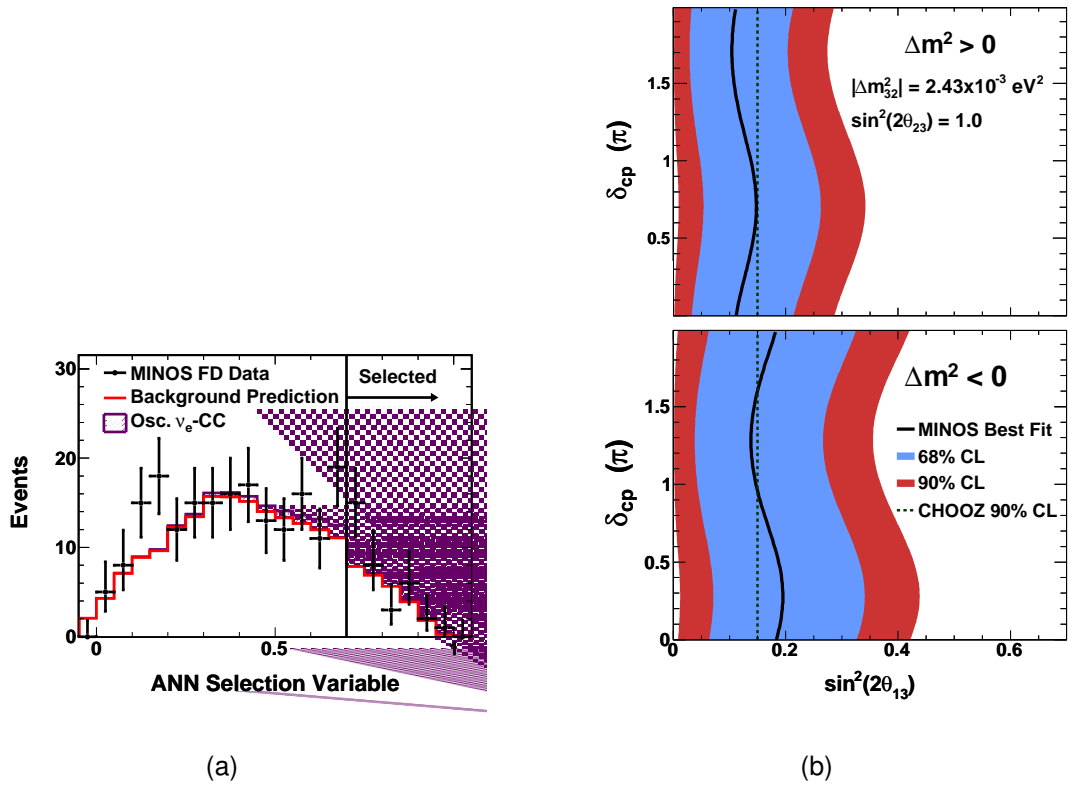 30
20
10
0
Events
MINOS FD Data
Background Prediction
Osc. νe-CC
Selected
0
0.5
1
ANN Selection Variable
(a)
Δm² > 0
|Δm²₃₂| = 2.43x10⁻³ eV²
sin²(2θ₂₃) = 1.0
1.5
1
0.5
δcp (π)
Δm² < 0
MINOS Best Fit
68% CL
90% CL
CHOOZ 90% CL
1.5
1
0.5
0
δcp (π)
0
0.2
0.4
0.6
sin²(2θ₁₃)
(b)